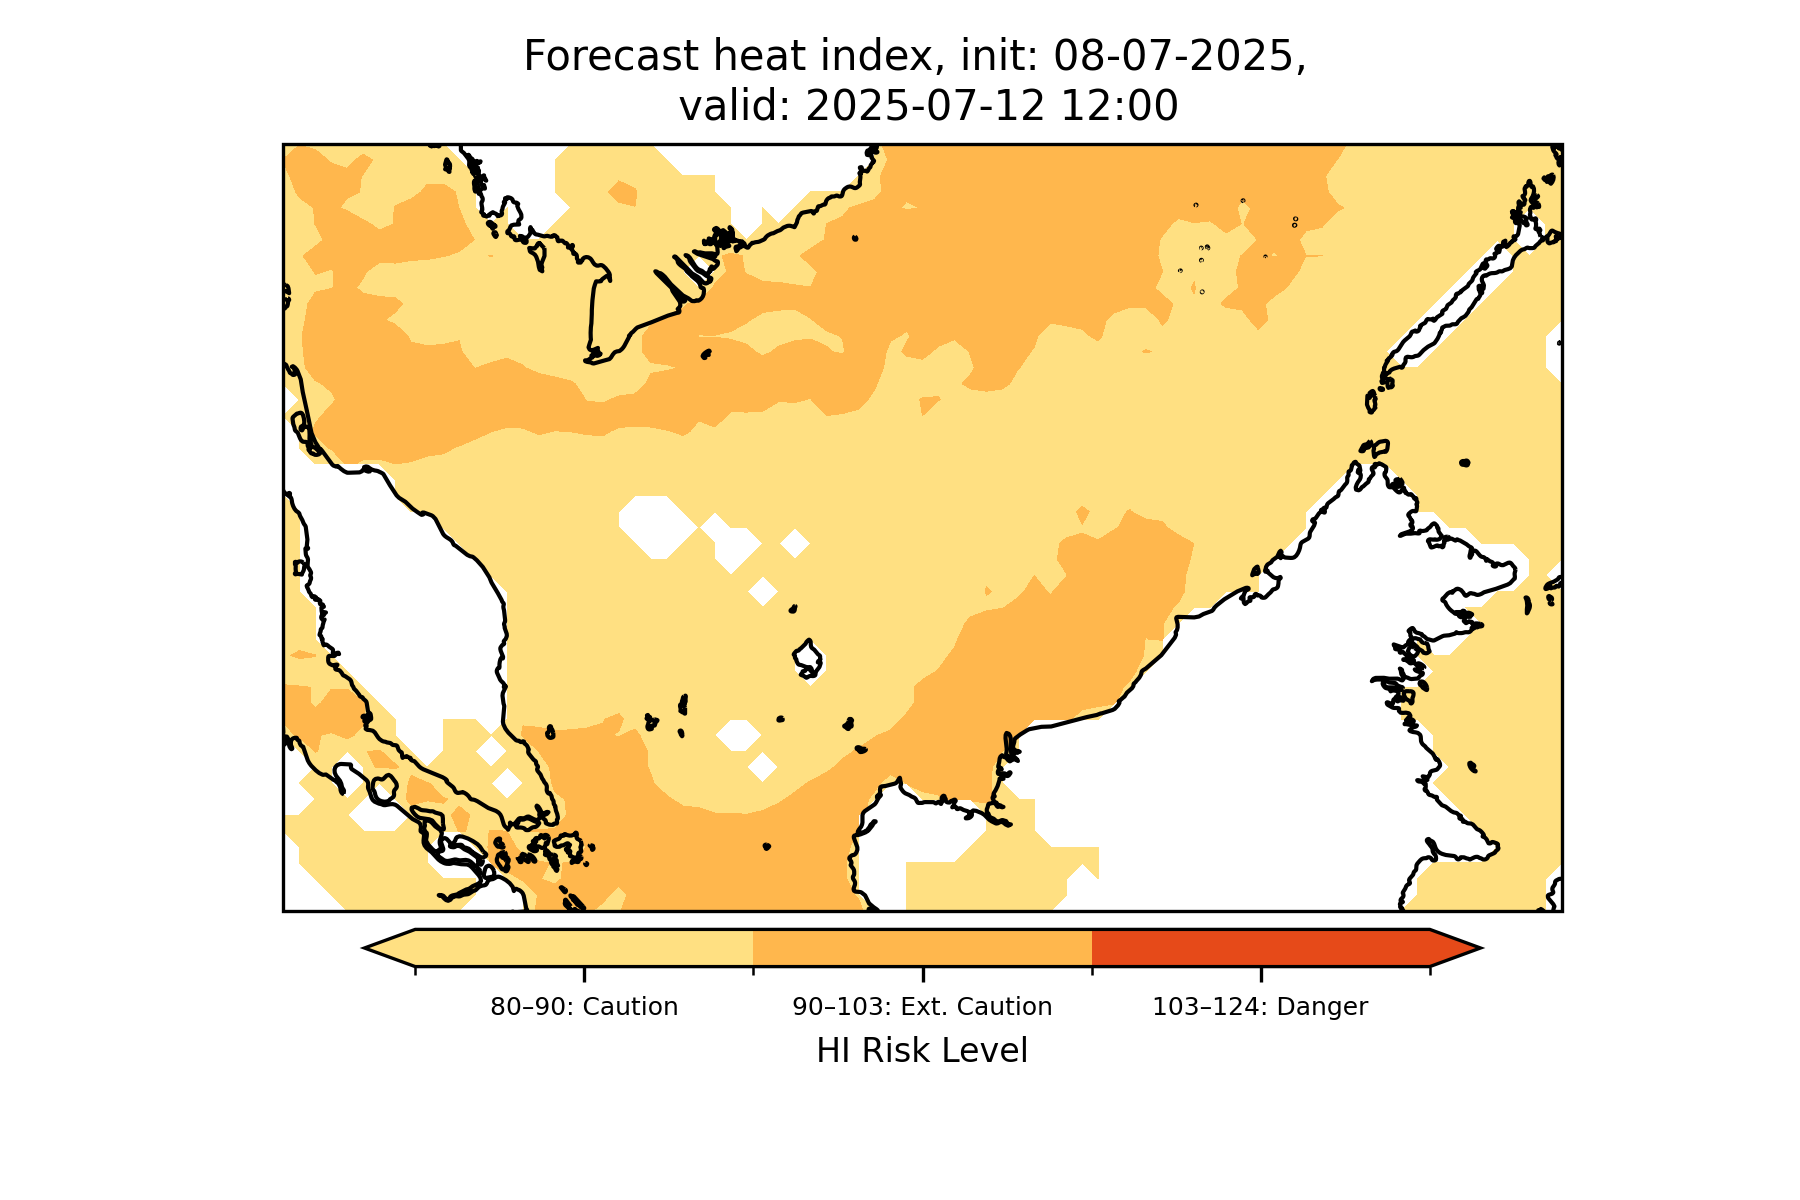 Forecast heat index, init: 08-07-2025,
valid: 2025-07-12 12:00
80–90: Caution 90–103: Ext. Caution 103–124: Danger
HI Risk Level